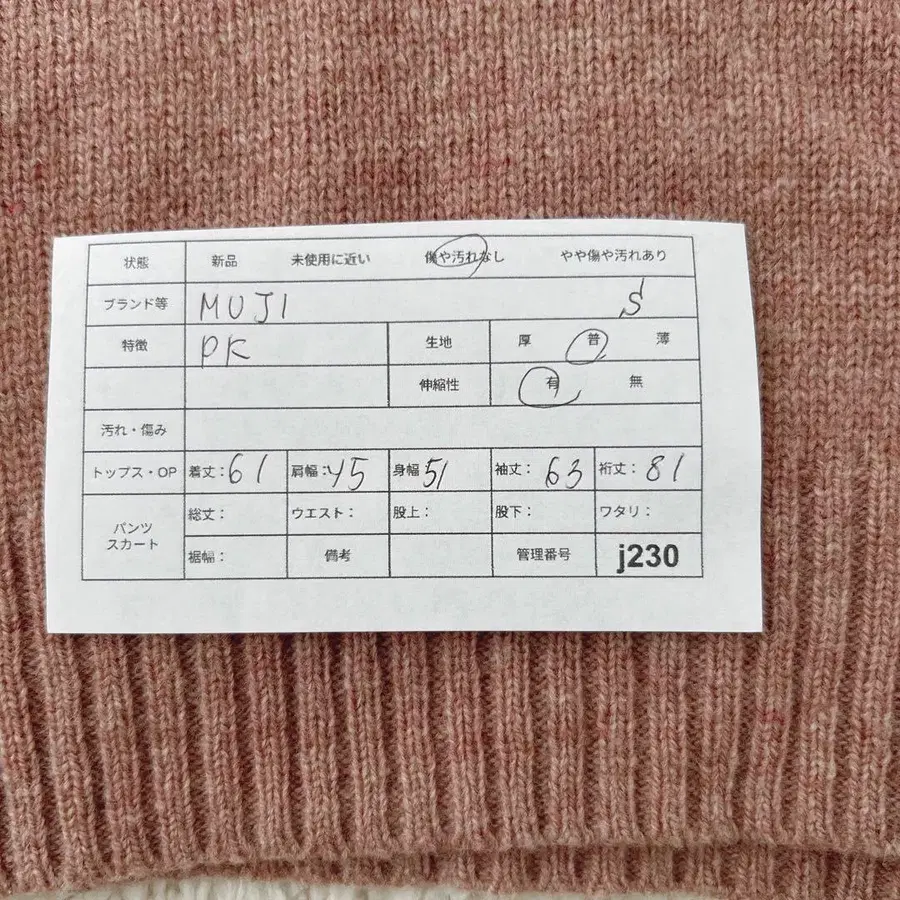 状態 新品 未使用に近い 傷や汚れなし やや傷や汚れあり
ブランド等 MUJI S
特徴 PK 生地 厚 普 薄
伸縮性 有 無
汚れ・傷み
トップス・OP 着丈：61 肩幅：45 身幅 51 袖丈：63 裄丈：81
パンツ スカート 総丈： ウエスト： 股上： 股下： ワタリ：
裾幅： 備考 管理番号 j230